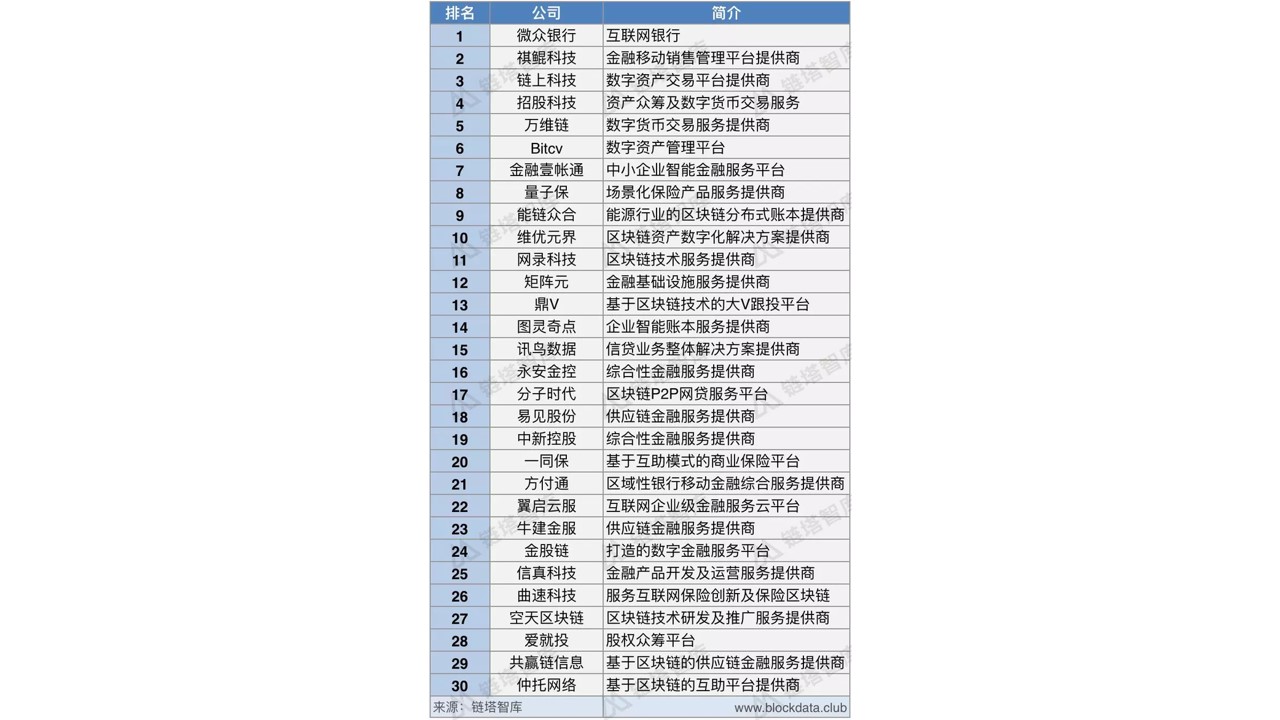 排名 公司 简介
1 微众银行 互联网银行
2 祺鲲科技 金融移动销售管理平台提供商
3 链上科技 数字资产交易平台提供商
4 招股科技 资产众筹及数字货币交易服务
5 万维链 数字货币交易服务提供商
6 Bitcv 数字资产管理平台
7 金融壹帐通 中小企业智能金融服务平台
8 量子保 场景化保险产品服务提供商
9 能链众合 能源行业的区块链分布式账本提供商
10 维优元界 区块链资产数字化解决方案提供商
11 网录科技 区块链技术服务提供商
12 矩阵元 金融基础设施服务提供商
13 鼎V 基于区块链技术的大V跟投平台
14 图灵奇点 企业智能账本服务提供商
15 讯鸟数据 信贷业务整体解决方案提供商
16 永安金控 综合性金融服务提供商
17 分子时代 区块链P2P网贷服务平台
18 易见股份 供应链金融服务提供商
19 中新控股 综合性金融服务提供商
20 一同保 基于互助模式的商业保险平台
21 方付通 区域性银行移动金融综合服务提供商
22 翼启云服 互联网企业级金融服务云平台
23 牛建金服 供应链金融服务提供商
24 金股链 打造的数字金融服务平台
25 信真科技 金融产品开发及运营服务提供商
26 曲速科技 服务互联网保险创新及保险区块链
27 空天区块链 区块链技术研发及推广服务提供商
28 爱就投 股权众筹平台
29 共赢链信息 基于区块链的供应链金融服务提供商
30 仲托网络 基于区块链的互助平台提供商
来源：链塔智库 www.blockdata.club